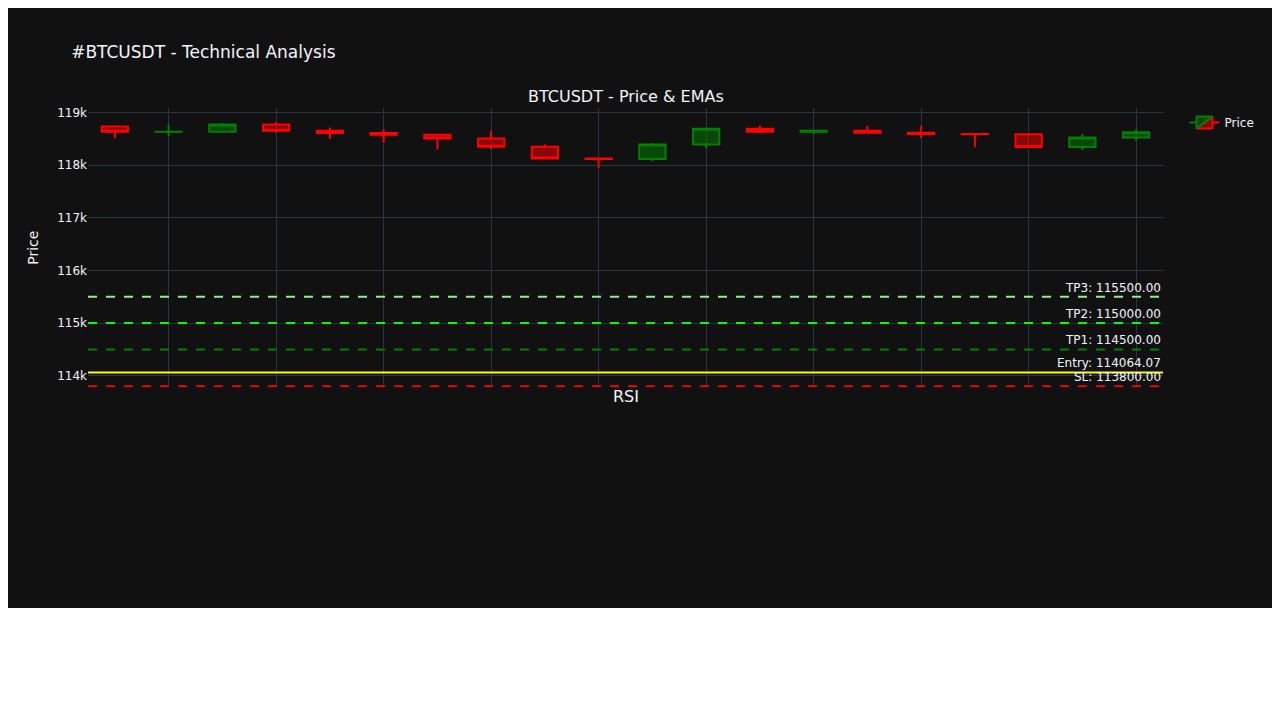 #BTCUSDT - Technical Analysis
BTCUSDT - Price & EMAs
Price
119k
118k
117k
116k
115k
114k
Price
TP3: 115500.00
TP2: 115000.00
TP1: 114500.00
Entry: 114064.07
SL: 113800.00
RSI